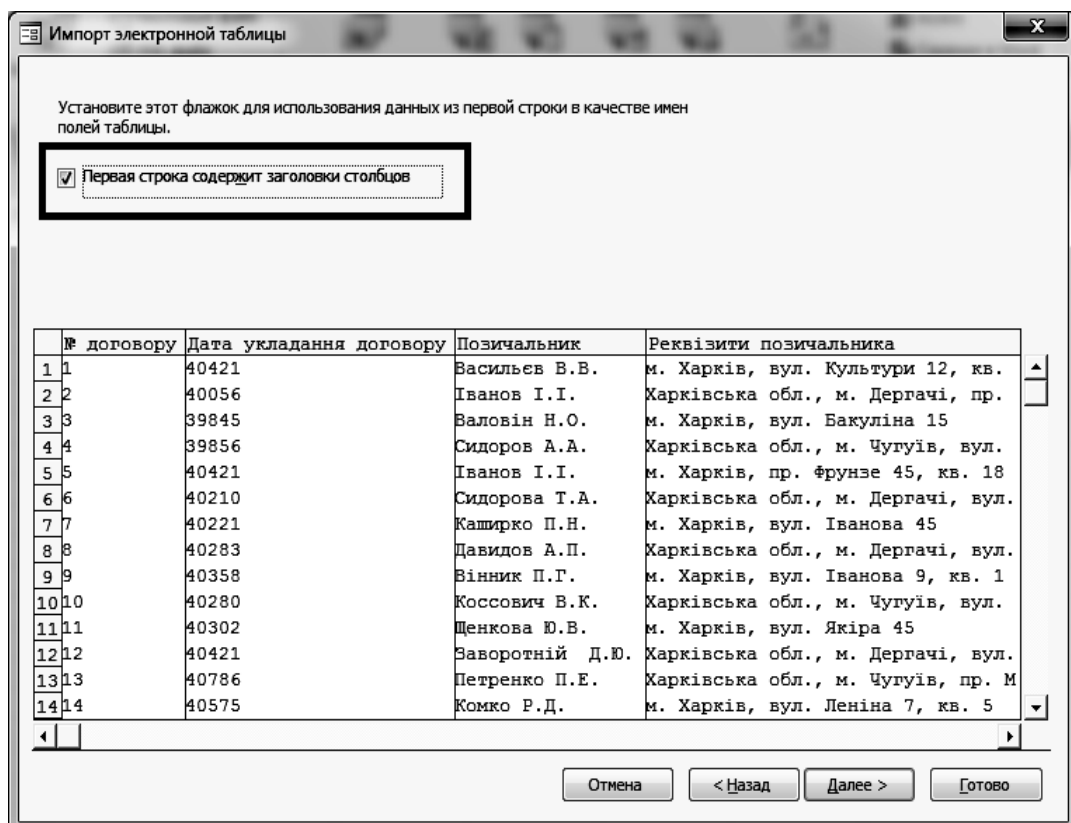 Импорт электронной таблицы
Установите этот флажок для использования данных из первой строки в качестве имен
полей таблицы.
Первая строка содержит заголовки столбцов
№ договору Дата укладання договору Позичальник Реквізити позичальника
1 1 40421 Васильєв В.В. м. Харків, вул. Культури 12, кв.
2 2 40056 Іванов І.І. Харківська обл., м. Дергачі, пр.
3 3 39845 Валовін Н.О. м. Харків, вул. Бакуліна 15
4 4 39856 Сидоров А.А. Харківська обл., м. Чугуїв, вул.
5 5 40421 Іванов І.І. м. Харків, пр. Фрунзе 45, кв. 18
6 6 40210 Сидорова Т.А. Харківська обл., м. Дергачі, вул.
7 7 40221 Каширко П.Н. м. Харків, вул. Іванова 45
8 8 40283 Давидов А.П. Харківська обл., м. Дергачі, вул.
9 9 40358 Вінник П.Г. м. Харків, вул. Іванова 9, кв. 1
10 10 40280 Коссович В.К. Харківська обл., м. Чугуїв, вул.
11 11 40302 Щенкова Ю.В. м. Харків, вул. Якіра 45
12 12 40421 Заворотній Д.Ю. Харківська обл., м. Дергачі, вул.
13 13 40786 Петренко П.Е. Харківська обл., м. Чугуїв, пр. М
14 14 40575 Комко Р.Д. м. Харків, вул. Леніна 7, кв. 5
Отмена < Назад Далее > Готово